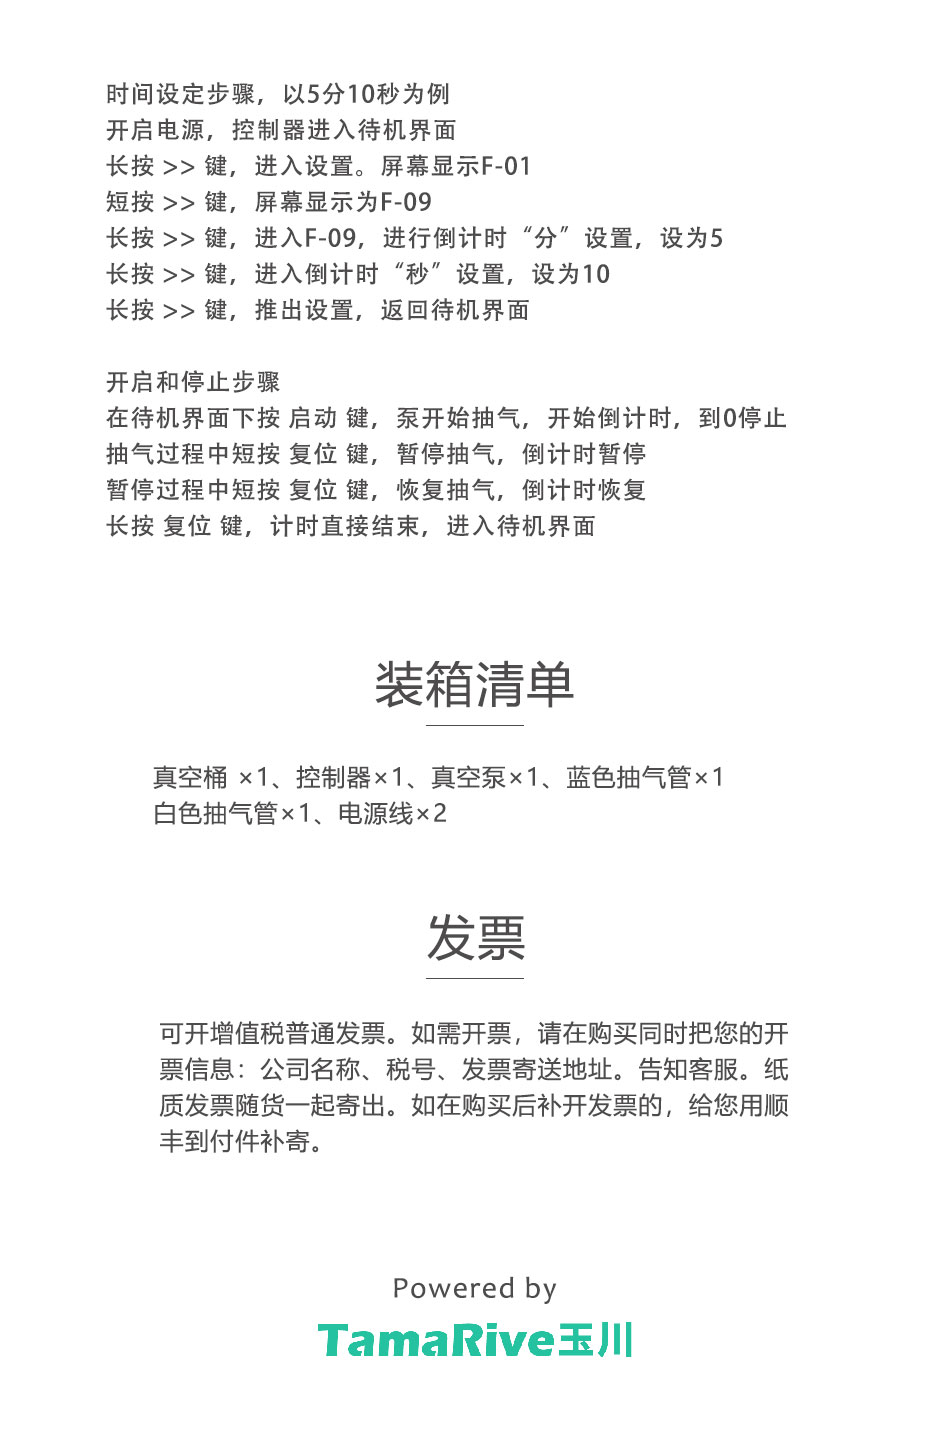 时间设定步骤，以5分10秒为例
开启电源，控制器进入待机界面
长按 >> 键，进入设置。屏幕显示F-01
短按 >> 键，屏幕显示为F-09
长按 >> 键，进入F-09，进行倒计时“分”设置，设为5
长按 >> 键，进入倒计时“秒”设置，设为10
长按 >> 键，推出设置，返回待机界面
开启和停止步骤
在待机界面下按 启动 键，泵开始抽气，开始倒计时，到0停止
抽气过程中短按 复位 键，暂停抽气，倒计时暂停
暂停过程中短按 复位 键，恢复抽气，倒计时恢复
长按 复位 键，计时直接结束，进入待机界面
装箱清单
真空桶 ×1、控制器×1、真空泵×1、蓝色抽气管×1
白色抽气管×1、电源线×2
发票
可开增值税普通发票。如需开票，请在购买同时把您的开
票信息：公司名称、税号、发票寄送地址。告知客服。纸
质发票随货一起寄出。如在购买后补开发票的，给您用顺
丰到付件补寄。
Powered by
TamaRive玉川